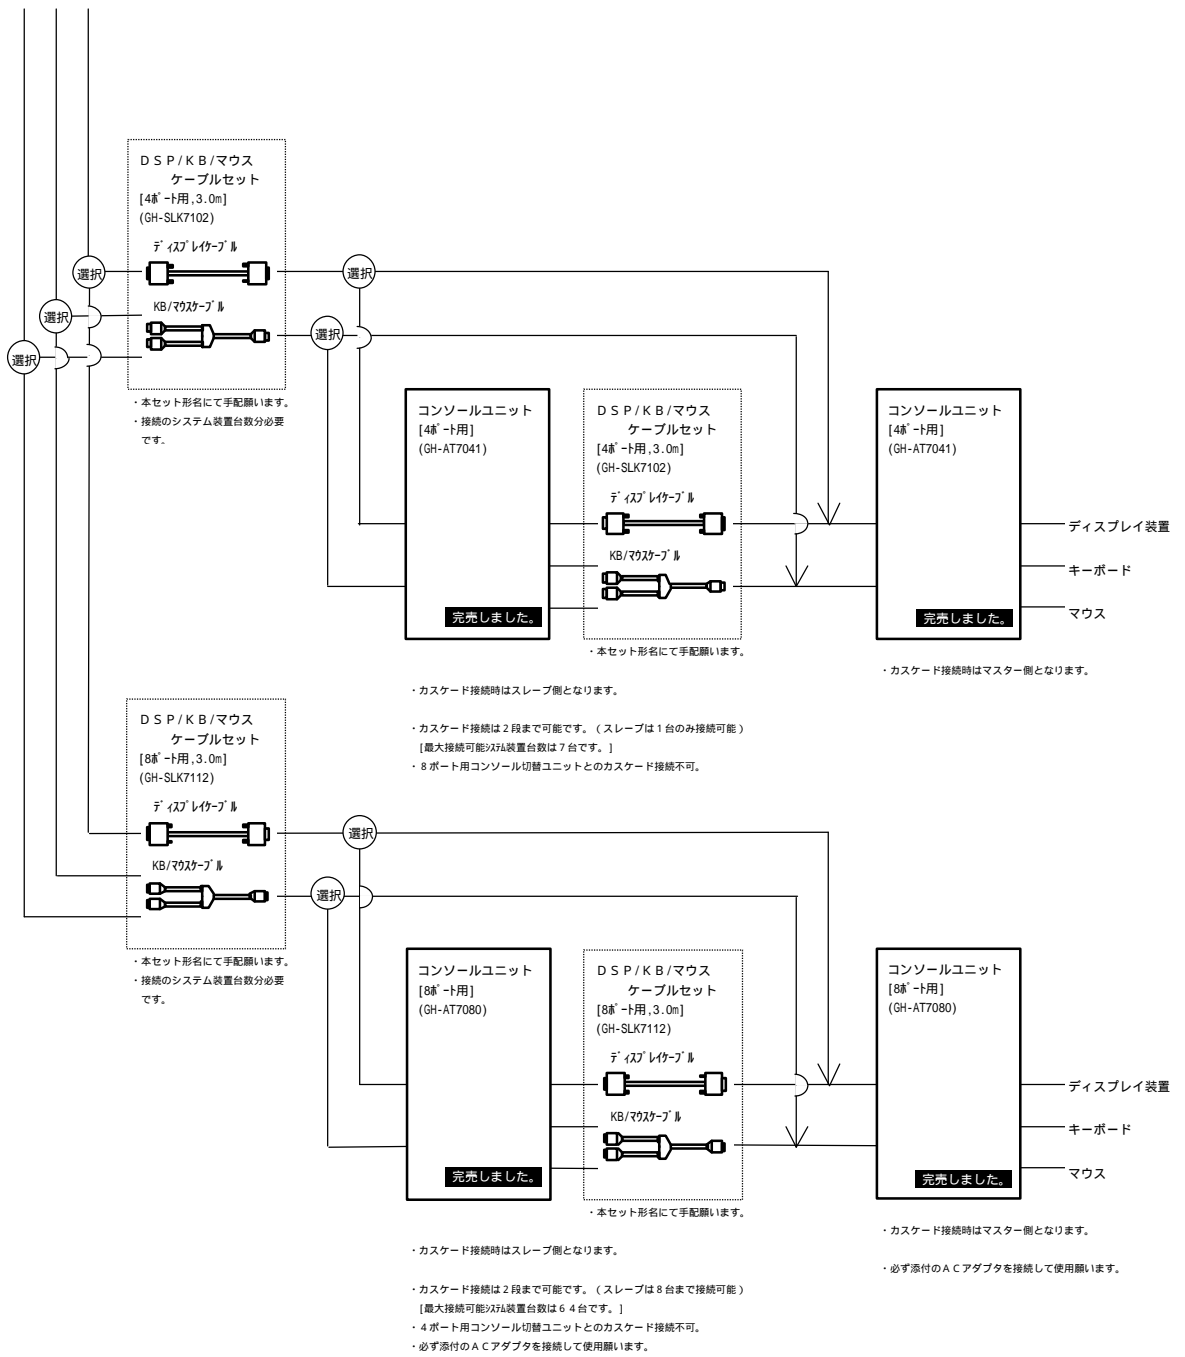 DSP/KB/マウス
ケーブルセット
[4ﾎﾟｰﾄ用,3.0m]
(GH-SLK7102)
ﾃﾞｨｽﾌﾟﾚｲｹｰﾌﾞﾙ
選択
選択
KB/ﾏｳｽｹｰﾌﾞﾙ
選択
選択
選択
・本セット形名にて手配願います。
・接続のシステム装置台数分必要
です。
コンソールユニット
[4ﾎﾟｰﾄ用]
(GH-AT7041)
完売しました。
DSP/KB/マウス
ケーブルセット
[4ﾎﾟｰﾄ用,3.0m]
(GH-SLK7102)
ﾃﾞｨｽﾌﾟﾚｲｹｰﾌﾞﾙ
KB/ﾏｳｽｹｰﾌﾞﾙ
・本セット形名にて手配願います。
コンソールユニット
[4ﾎﾟｰﾄ用]
(GH-AT7041)
完売しました。
ディスプレイ装置
キーボード
マウス
・カスケード接続時はマスター側となります。
・カスケード接続時はスレーブ側となります。
・カスケード接続は2段まで可能です。(スレーブは1台のみ接続可能)
[最大接続可能ｼｽﾃﾑ装置台数は7台です。]
・8ポート用コンソール切替ユニットとのカスケード接続不可。
DSP/KB/マウス
ケーブルセット
[8ﾎﾟｰﾄ用,3.0m]
(GH-SLK7112)
ﾃﾞｨｽﾌﾟﾚｲｹｰﾌﾞﾙ
選択
KB/ﾏｳｽｹｰﾌﾞﾙ
選択
・本セット形名にて手配願います。
・接続のシステム装置台数分必要
です。
コンソールユニット
[8ﾎﾟｰﾄ用]
(GH-AT7080)
完売しました。
DSP/KB/マウス
ケーブルセット
[8ﾎﾟｰﾄ用,3.0m]
(GH-SLK7112)
ﾃﾞｨｽﾌﾟﾚｲｹｰﾌﾞﾙ
KB/ﾏｳｽｹｰﾌﾞﾙ
・本セット形名にて手配願います。
コンソールユニット
[8ﾎﾟｰﾄ用]
(GH-AT7080)
完売しました。
ディスプレイ装置
キーボード
マウス
・カスケード接続時はマスター側となります。
・必ず添付のACアダプタを接続して使用願います。
・カスケード接続時はスレーブ側となります。
・カスケード接続は2段まで可能です。(スレーブは8台まで接続可能)
[最大接続可能ｼｽﾃﾑ装置台数は64台です。]
・4ポート用コンソール切替ユニットとのカスケード接続不可。
・必ず添付のACアダプタを接続して使用願います。